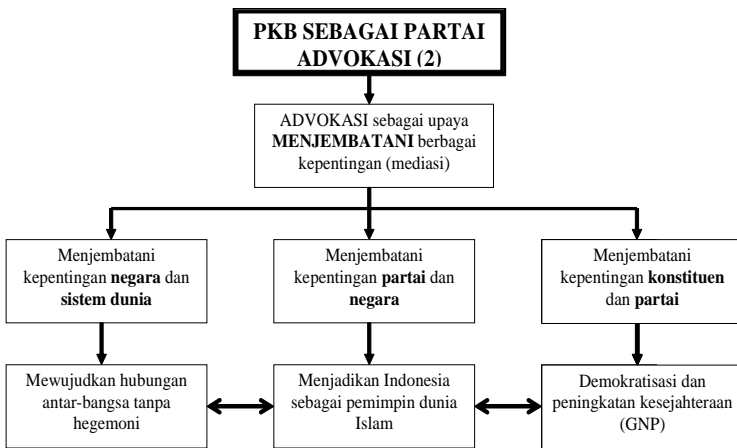 PKB SEBAGAI PARTAI
ADVOKASI (2)
ADVOKASI sebagai upaya
MENJEMBATANI berbagai
kepentingan (mediasi)
Menjembatani
kepentingan negara dan
sistem dunia
Menjembatani
kepentingan partai dan
negara
Menjembatani
kepentingan konstituen
dan partai
Mewujudkan hubungan
antar-bangsa tanpa
hegemoni
Menjadikan Indonesia
sebagai pemimpin dunia
Islam
Demokratisasi dan
peningkatan kesejahteraan
(GNP)